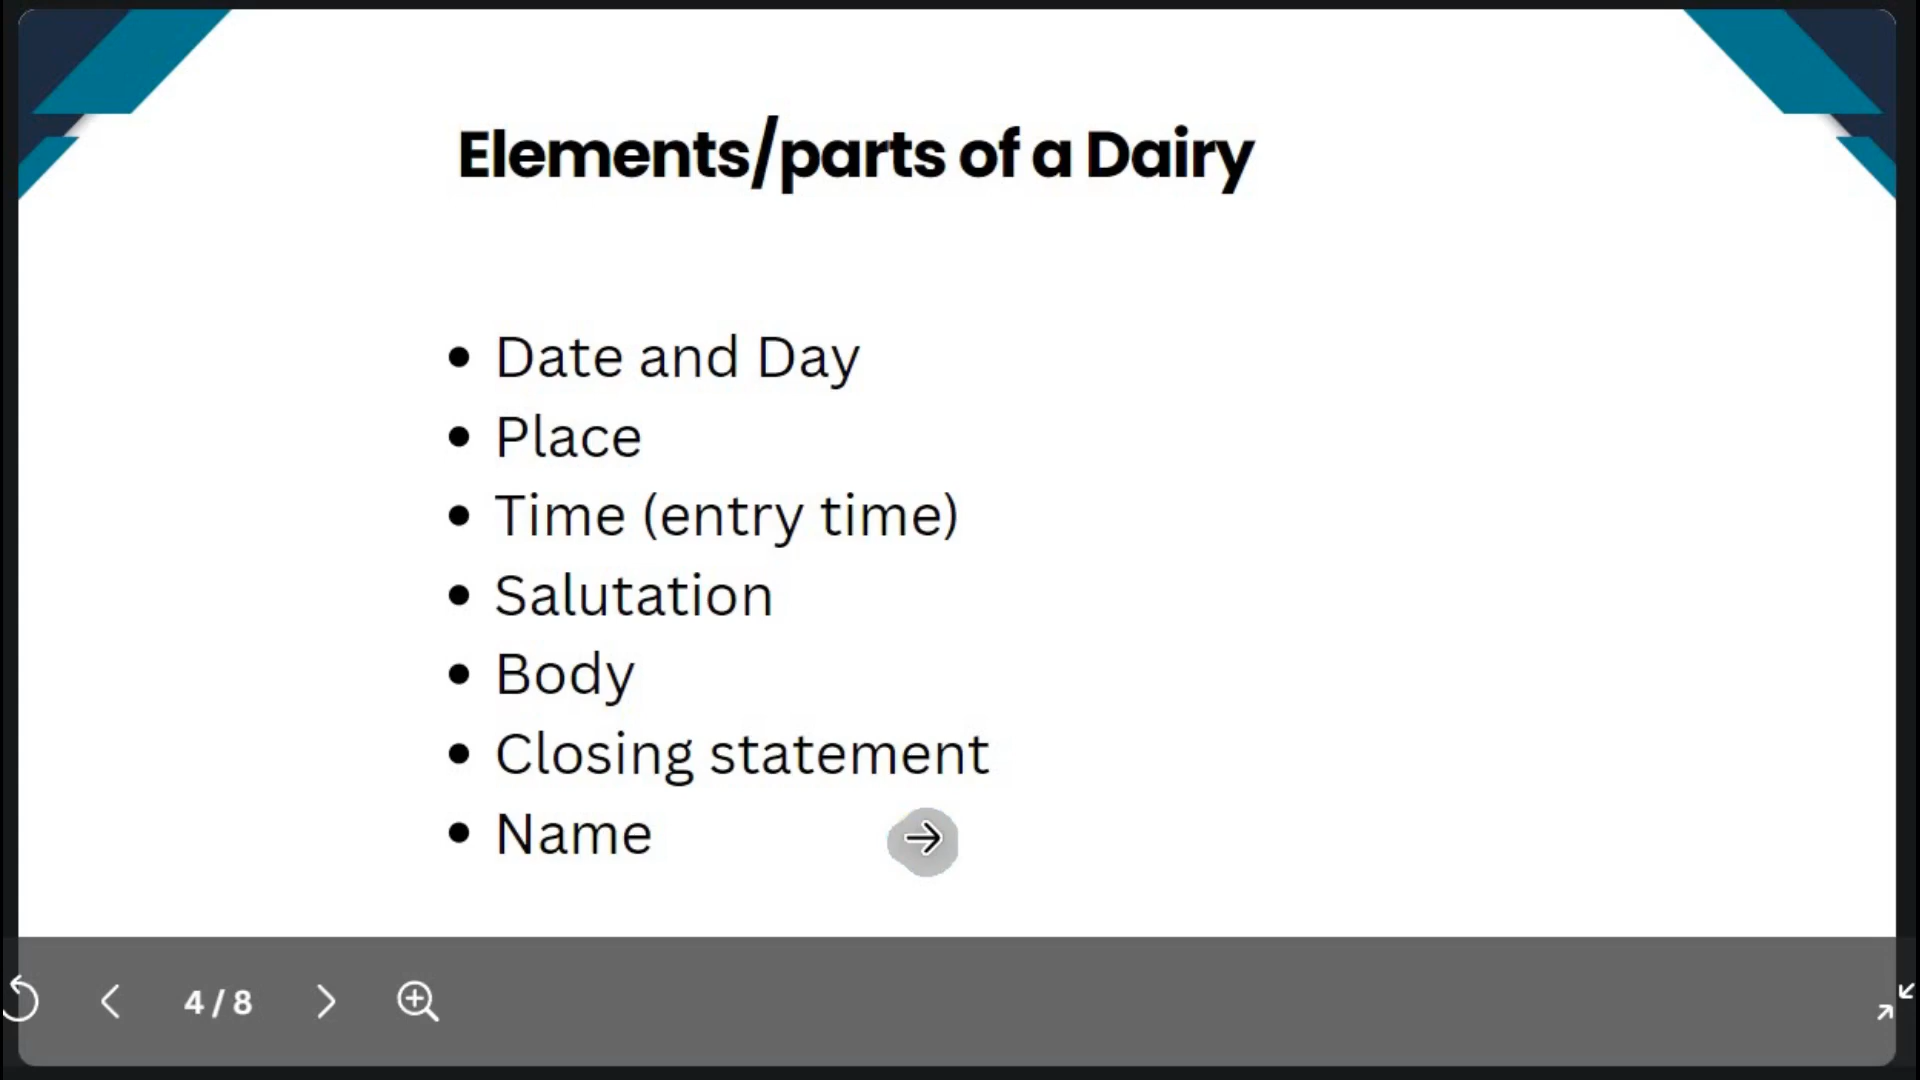 Elements/parts of a Dairy
Date and Day
Place
Time (entry time)
Salutation
Body
Closing statement
Name
4 / 8